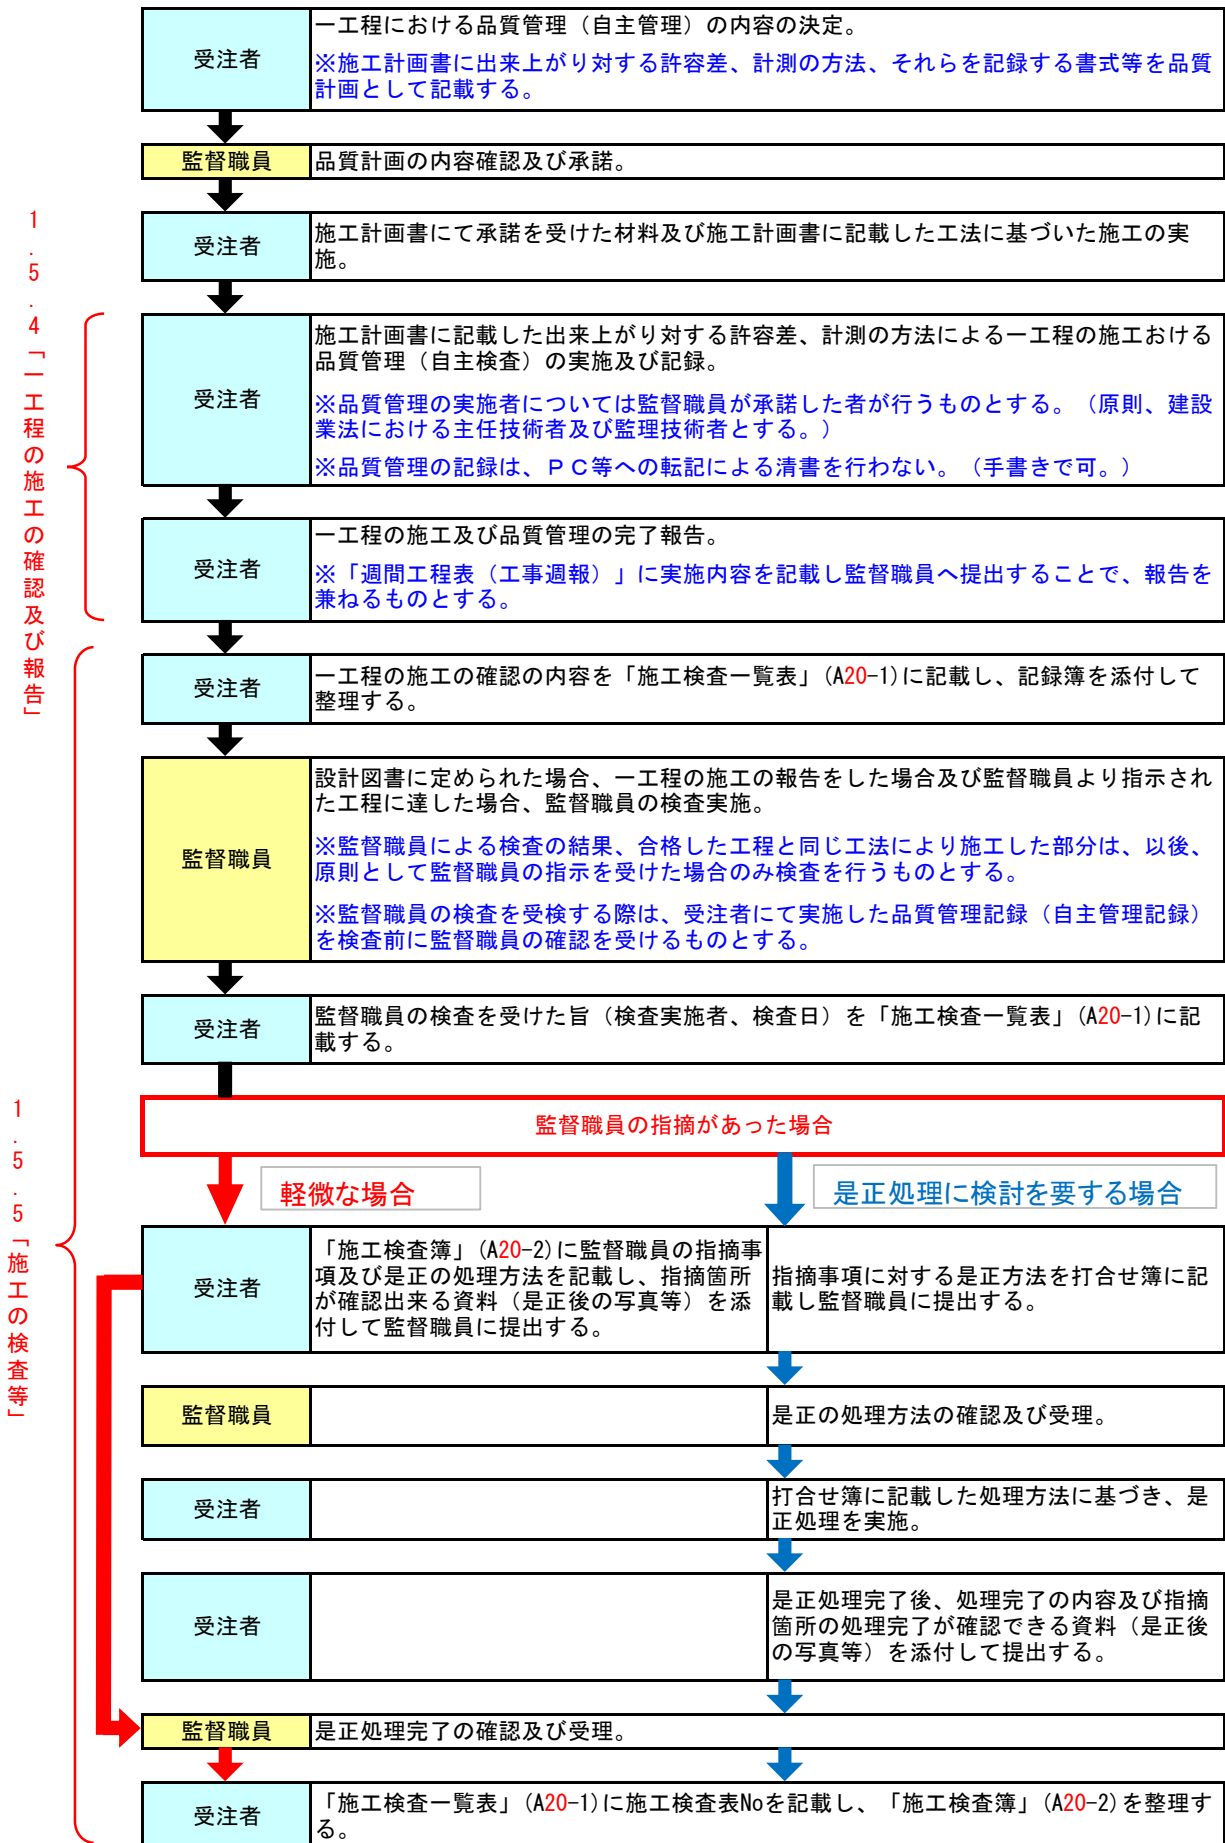 受注者
一工程における品質管理（自主管理）の内容の決定。
※施工計画書に出来上がり対する許容差、計測の方法、それらを記録する書式等を品質
計画として記載する。
監督職員
品質計画の内容確認及び承諾。
受注者
施工計画書にて承諾を受けた材料及び施工計画書に記載した工法に基づいた施工の実
施。
1.5.4「一工程の施工の確認及び報告」
受注者
施工計画書に記載した出来上がり対する許容差、計測の方法による一工程の施工おける
品質管理（自主検査）の実施及び記録。
※品質管理の実施者については監督職員が承諾した者が行うものとする。（原則、建設
業法における主任技術者及び監理技術者とする。）
※品質管理の記録は、ＰＣ等への転記による清書を行わない。（手書きで可。）
受注者
一工程の施工及び品質管理の完了報告。
※「週間工程表（工事週報）」に実施内容を記載し監督職員へ提出することで、報告を
兼ねるものとする。
1.5.5「施工の検査等」
受注者
一工程の施工の確認の内容を「施工検査一覧表」(A20-1)に記載し、記録簿を添付して
整理する。
監督職員
設計図書に定められた場合、一工程の施工の報告をした場合及び監督職員より指示され
た工程に達した場合、監督職員の検査実施。
※監督職員による検査の結果、合格した工程と同じ工法により施工した部分は、以後、
原則として監督職員の指示を受けた場合のみ検査を行うものとする。
※監督職員の検査を受検する際は、受注者にて実施した品質管理記録（自主管理記録）
を検査前に監督職員の確認を受けるものとする。
受注者
監督職員の検査を受けた旨（検査実施者、検査日）を「施工検査一覧表」(A20-1)に記
載する。
監督職員の指摘があった場合
軽微な場合
是正処理に検討を要する場合
受注者
「施工検査簿」(A20-2)に監督職員の指摘事
項及び是正の処理方法を記載し、指摘箇所
が確認出来る資料（是正後の写真等）を添
付して監督職員に提出する。
指摘事項に対する是正方法を打合せ簿に記
載し監督職員に提出する。
監督職員
是正の処理方法の確認及び受理。
受注者
打合せ簿に記載した処理方法に基づき、是
正処理を実施。
受注者
是正処理完了後、処理完了の内容及び指摘
箇所の処理完了が確認できる資料（是正後
の写真等）を添付して提出する。
監督職員
是正処理完了の確認及び受理。
受注者
「施工検査一覧表」(A20-1)に施工検査表Noを記載し、「施工検査簿」(A20-2)を整理す
る。